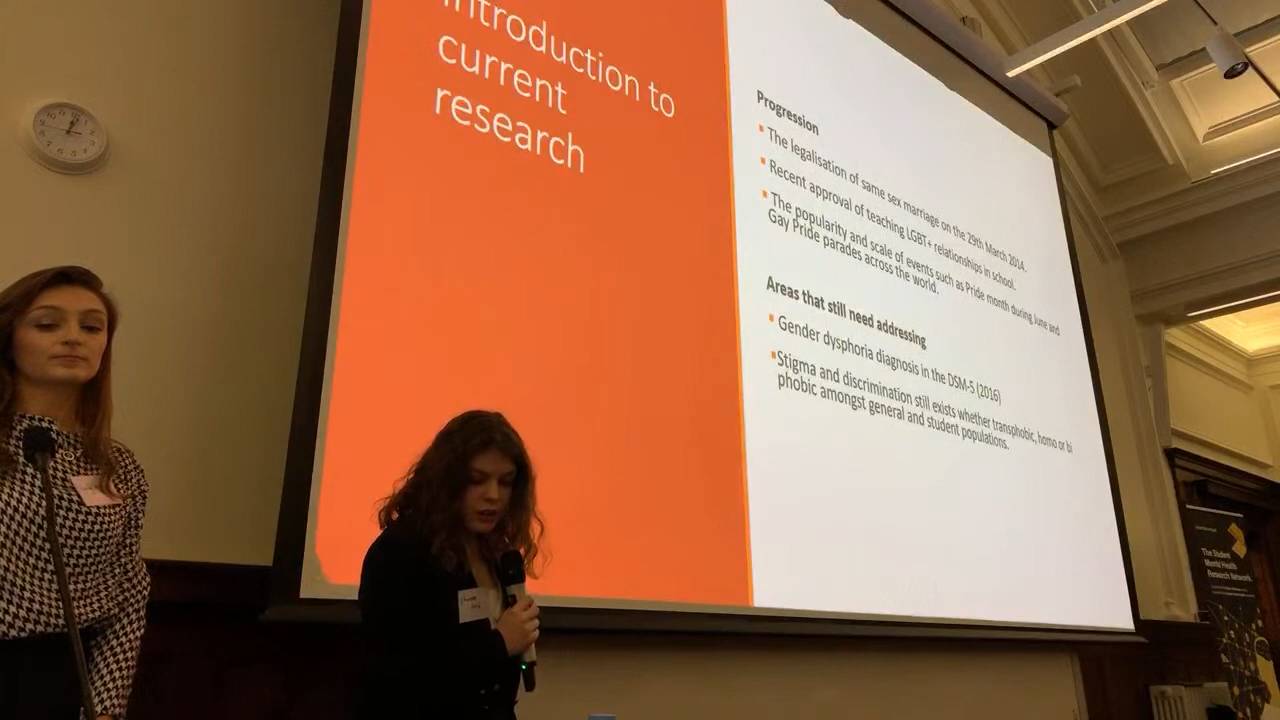 introduction to
current
research
Progression
The legalisation of same sex marriage on the 29th March 2014.
Recent approval of teaching LGBT+ relationships in school.
The popularity and scale of events such as Pride month during June and
Gay Pride parades across the world.
Areas that still need addressing
Gender dysphoria diagnosis in the DSM-5 (2016)
Stigma and discrimination still exists whether transphobic, homo or bi
phobic amongst general and student populations.
The Student
Mental Health
Research Network